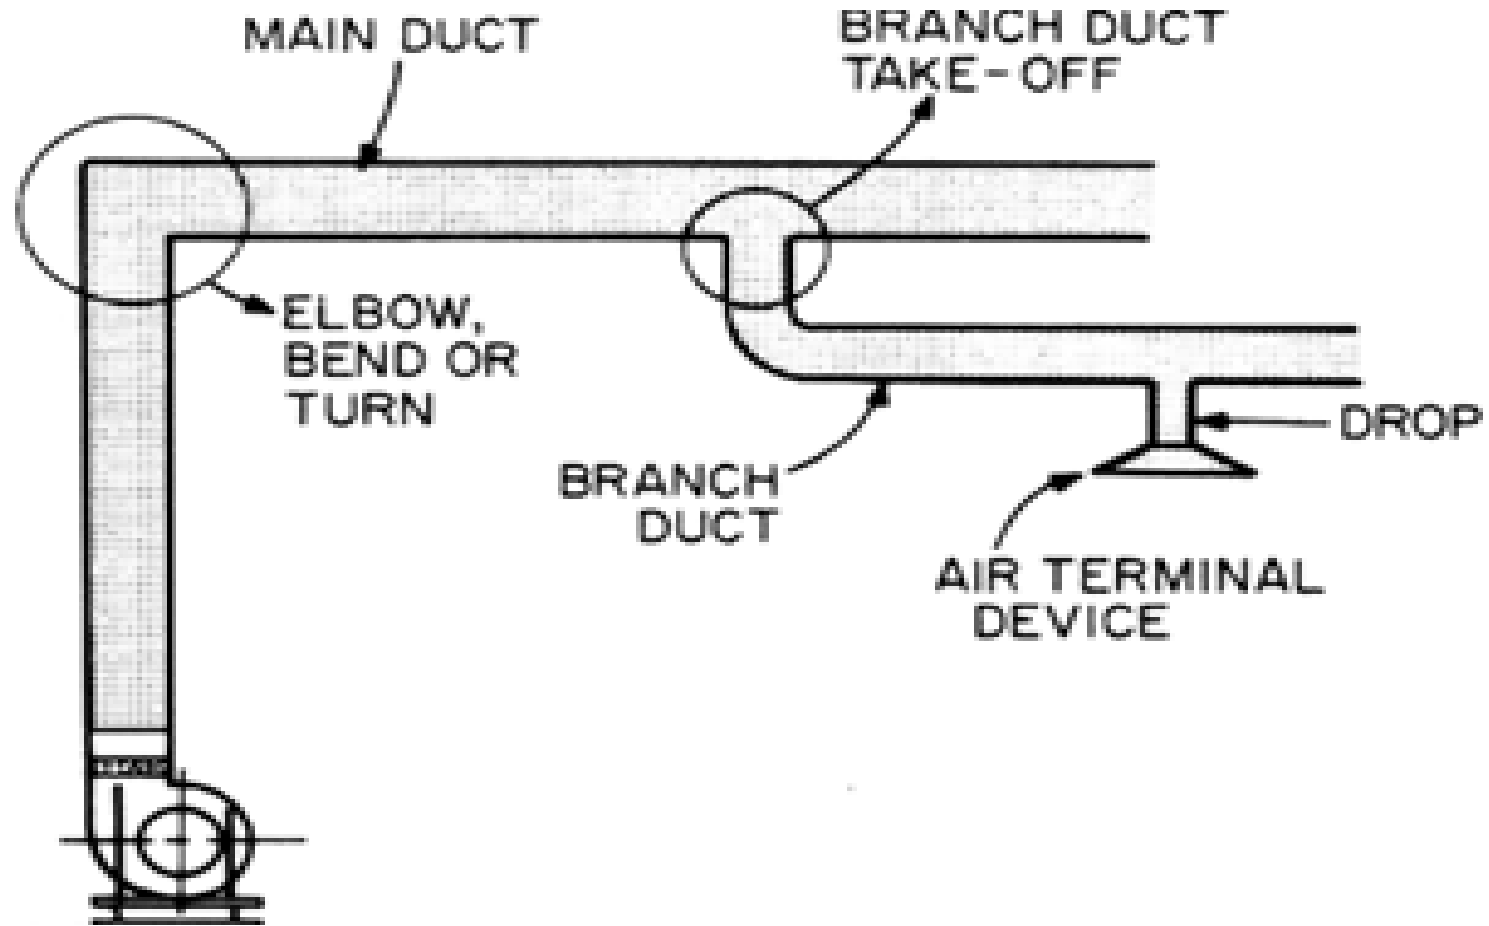 MAIN DUCT
BRANCH DUCT
TAKE-OFF
ELBOW,
BEND OR
TURN
BRANCH
DUCT
DROP
AIR TERMINAL
DEVICE